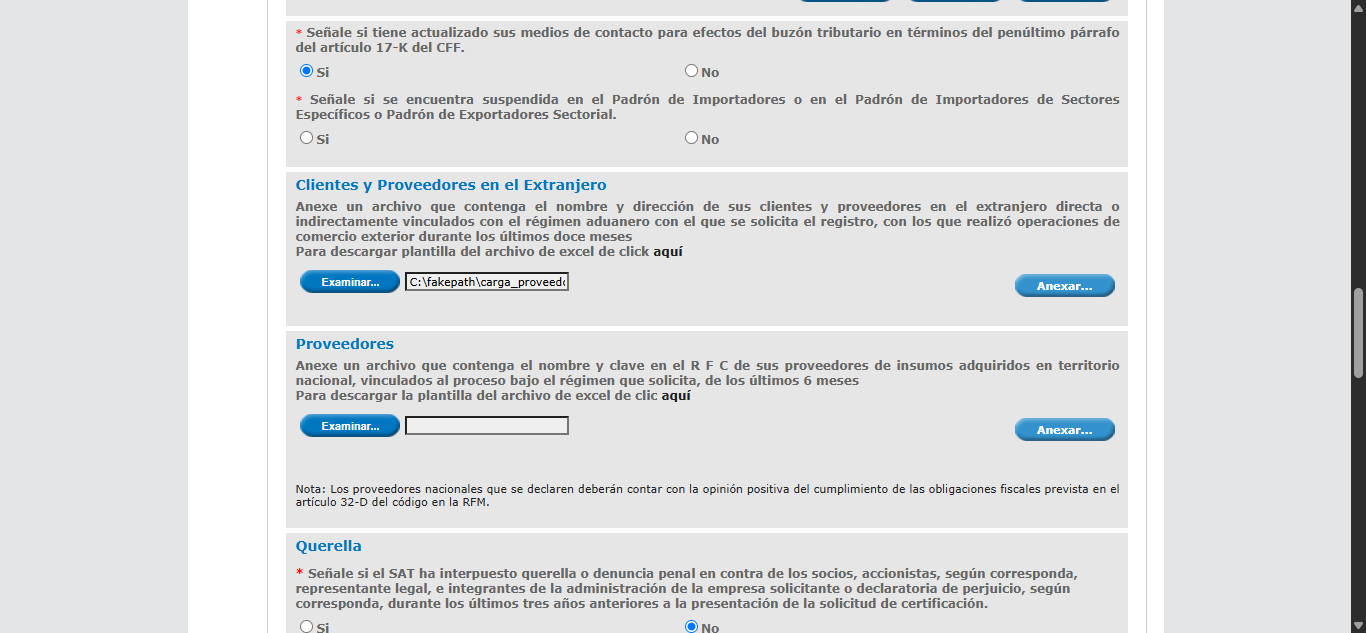 * Señale si tiene actualizado sus medios de contacto para efectos del buzón tributario en términos del penúltimo párrafo
del artículo 17-K del CFF.
Si No
* Señale si se encuentra suspendida en el Padrón de Importadores o en el Padrón de Importadores de Sectores
Específicos o Padrón de Exportadores Sectorial.
Si No
Clientes y Proveedores en el Extranjero
Anexe un archivo que contenga el nombre y dirección de sus clientes y proveedores en el extranjero directa o
indirectamente vinculados con el régimen aduanero con el que se solicita el registro, con los que realizó operaciones de
comercio exterior durante los últimos doce meses
Para descargar plantilla del archivo de excel de click aquí
Examinar... C:\fakepath\carga_proveed Anexar...
Proveedores
Anexe un archivo que contenga el nombre y clave en el R F C de sus proveedores de insumos adquiridos en territorio
nacional, vinculados al proceso bajo el régimen que solicita, de los últimos 6 meses
Para descargar la plantilla del archivo de excel de clic aquí
Examinar... Anexar...
Nota: Los proveedores nacionales que se declaren deberán contar con la opinión positiva del cumplimiento de las obligaciones fiscales prevista en el
artículo 32-D del código en la RFM.
Querella
* Señale si el SAT ha interpuesto querella o denuncia penal en contra de los socios, accionistas, según corresponda,
representante legal, e integrantes de la administración de la empresa solicitante o declaratoria de perjuicio, según
corresponda, durante los últimos tres años anteriores a la presentación de la solicitud de certificación.
Si No